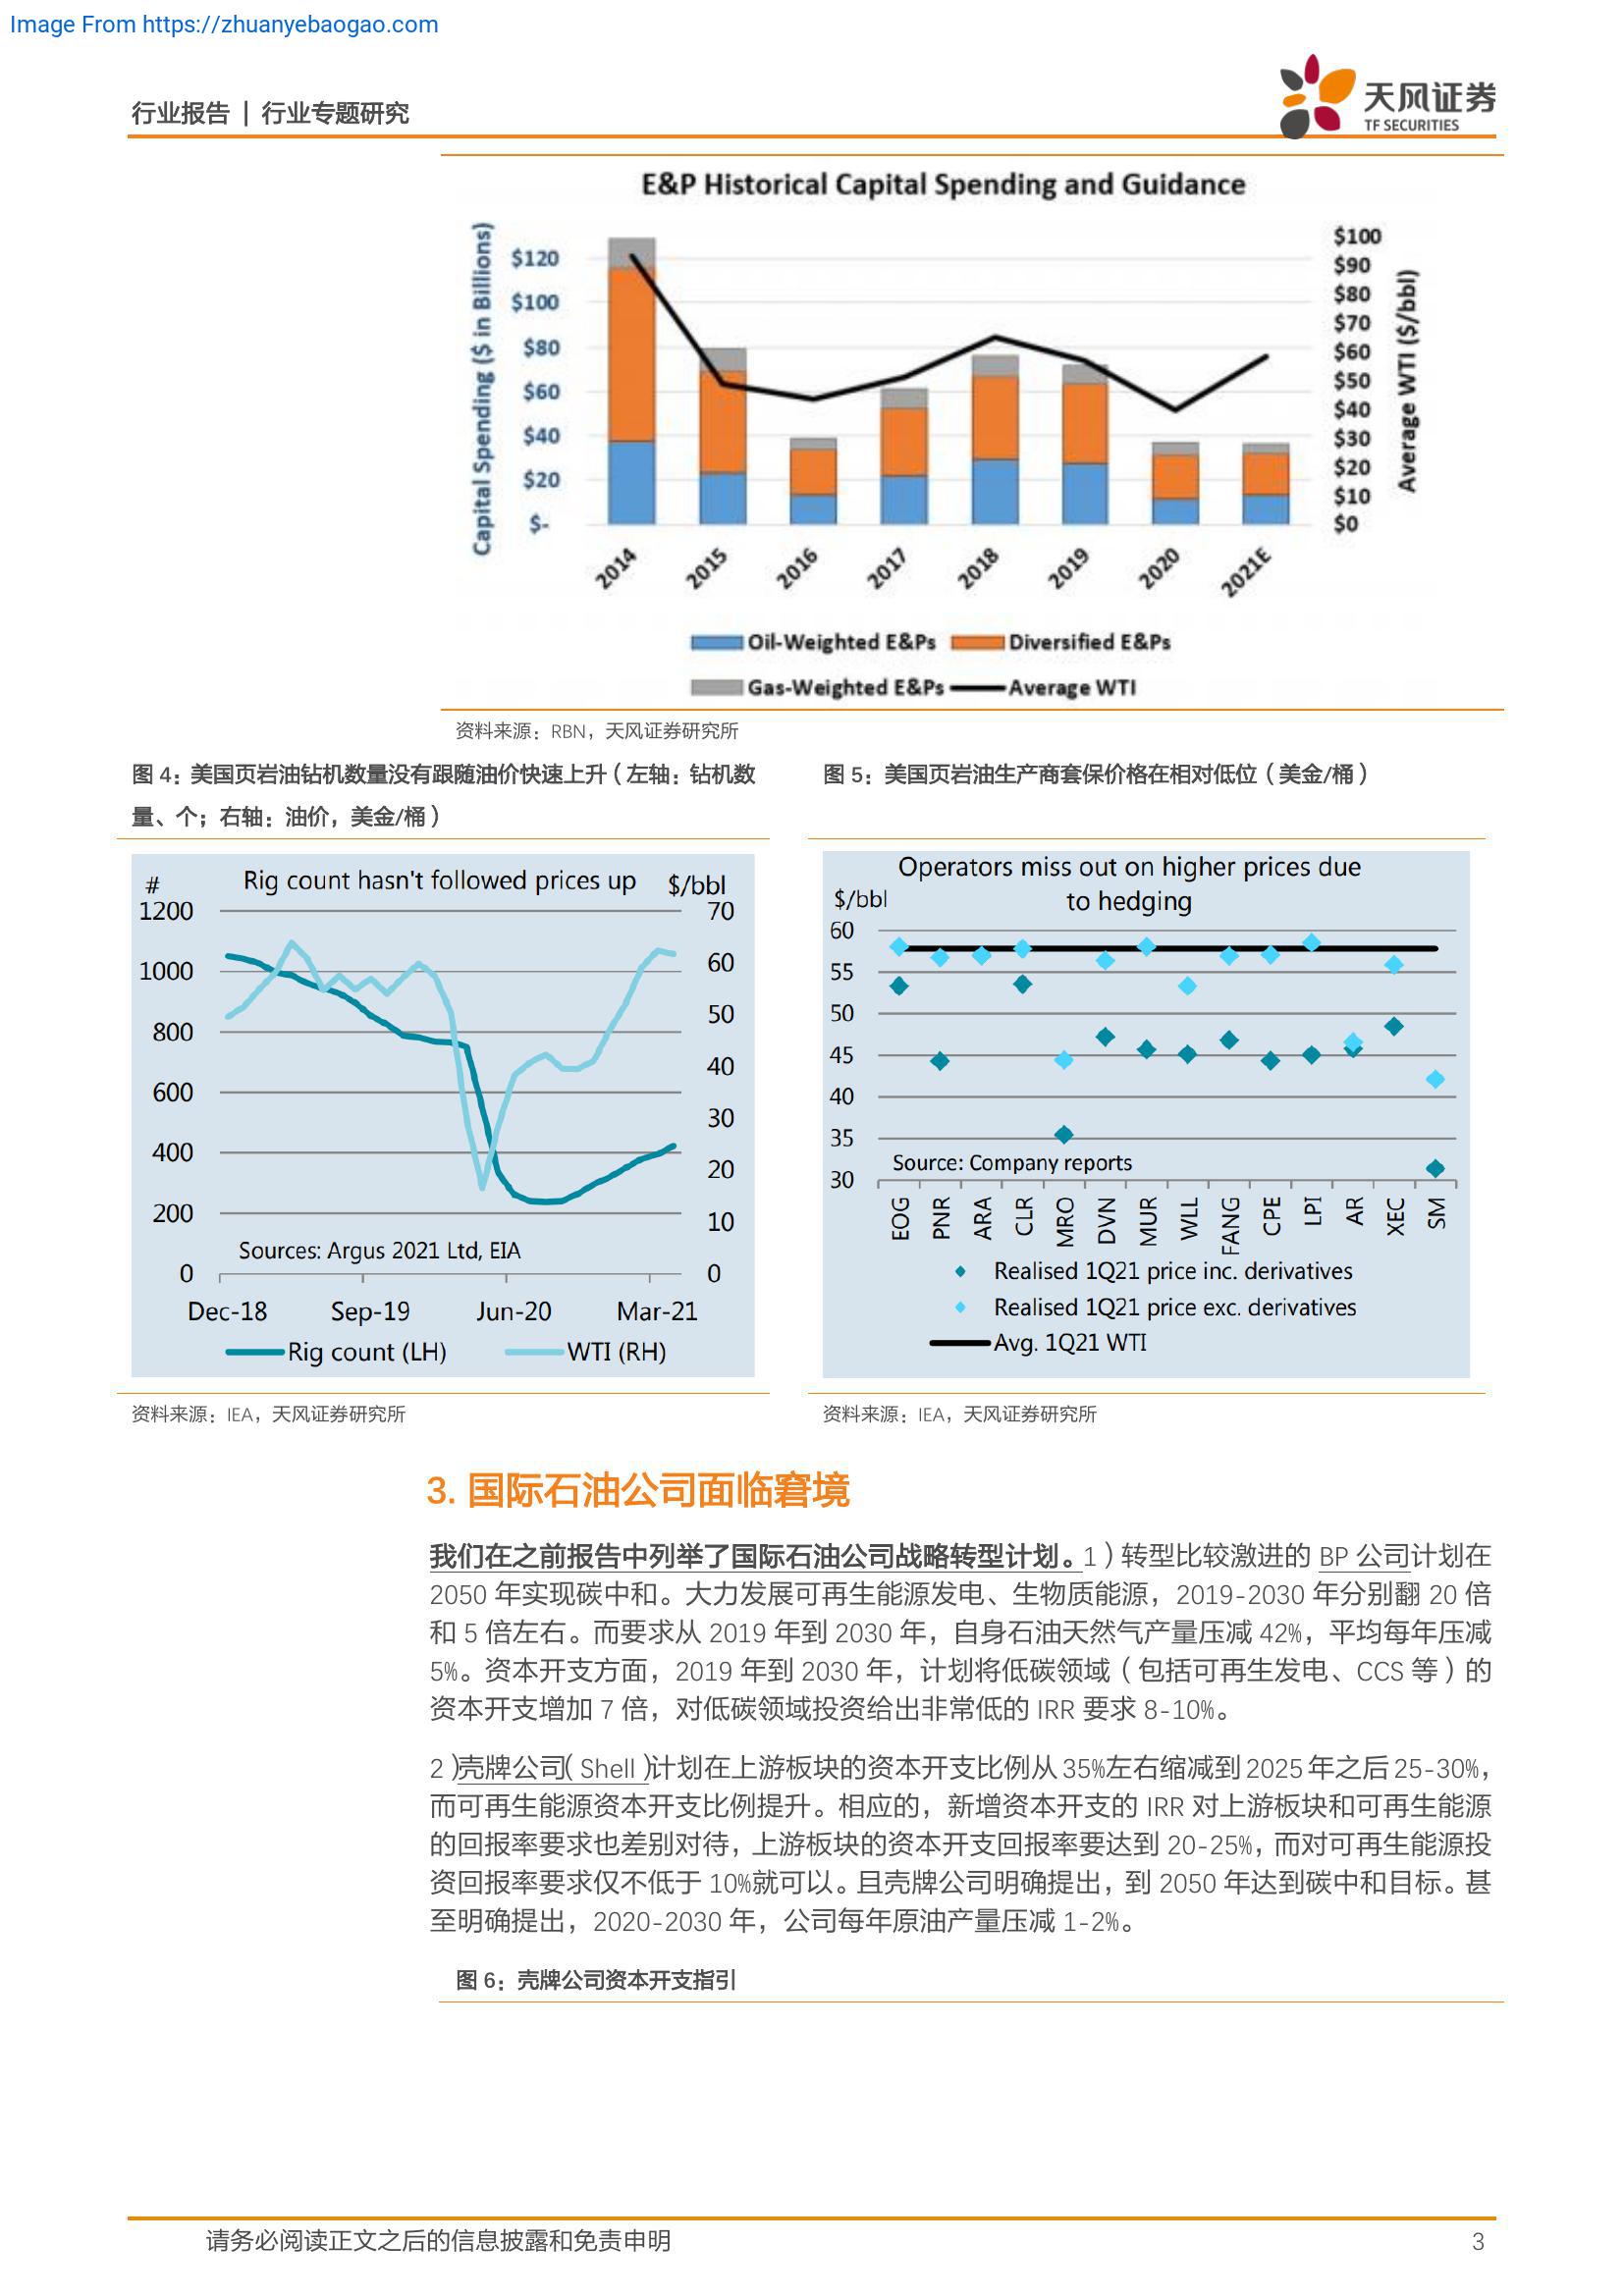 Image From https://zhuanyebaogao.com
行业报告 | 行业专题研究
天风证券
TF SECURITIES
E&P Historical Capital Spending and Guidance
Capital Spending ($ in Billions)
$120
$100
$80
$60
$40
$20
$-
$100
$90
$80
$70
$60
$50
$40
$30
$20
$10
$0
Average WTI ($/bbl)
2014 2015 2016 2017 2018 2019 2020 2021E
Oil-Weighted E&Ps Diversified E&Ps
Gas-Weighted E&Ps Average WTI
资料来源：RBN，天风证券研究所
图 4：美国页岩油钻机数量没有跟随油价快速上升（左轴：钻机数
量、个；右轴：油价，美金/桶）
# Rig count hasn't followed prices up $/bbl
1200 70
1000 60
800 50
600 40
400 30
200 20
0 10
0
Sources: Argus 2021 Ltd, EIA
Dec-18 Sep-19 Jun-20 Mar-21
Rig count (LH) WTI (RH)
资料来源：IEA，天风证券研究所
图 5：美国页岩油生产商套保价格在相对低位（美金/桶）
Operators miss out on higher prices due
to hedging
$/bbl
60
55
50
45
40
35
30
Source: Company reports
EOG PNR ARA CLR MRO DVN MUR WLL FANG CPE LPI AR XEC SM
Realised 1Q21 price inc. derivatives
Realised 1Q21 price exc. derivatives
Avg. 1Q21 WTI
资料来源：IEA，天风证券研究所
3. 国际石油公司面临窘境
我们在之前报告中列举了国际石油公司战略转型计划。1）转型比较激进的 BP 公司计划在
2050 年实现碳中和。大力发展可再生能源发电、生物质能源，2019-2030 年分别翻 20 倍
和 5 倍左右。而要求从 2019 年到 2030 年，自身石油天然气产量压减 42%，平均每年压减
5%。资本开支方面，2019 年到 2030 年，计划将低碳领域（包括可再生发电、CCS 等）的
资本开支增加 7 倍，对低碳领域投资给出非常低的 IRR 要求 8-10%。
2）壳牌公司（Shell）计划在上游板块的资本开支比例从 35%左右缩减到 2025 年之后 25-30%，
而可再生能源资本开支比例提升。相应的，新增资本开支的 IRR 对上游板块和可再生能源
的回报率要求也差别对待，上游板块的资本开支回报率要达到 20-25%，而对可再生能源投
资回报率要求仅不低于 10%就可以。且壳牌公司明确提出，到 2050 年达到碳中和目标。甚
至明确提出，2020-2030 年，公司每年原油产量压减 1-2%。
图 6：壳牌公司资本开支指引
请务必阅读正文之后的信息披露和免责申明 3